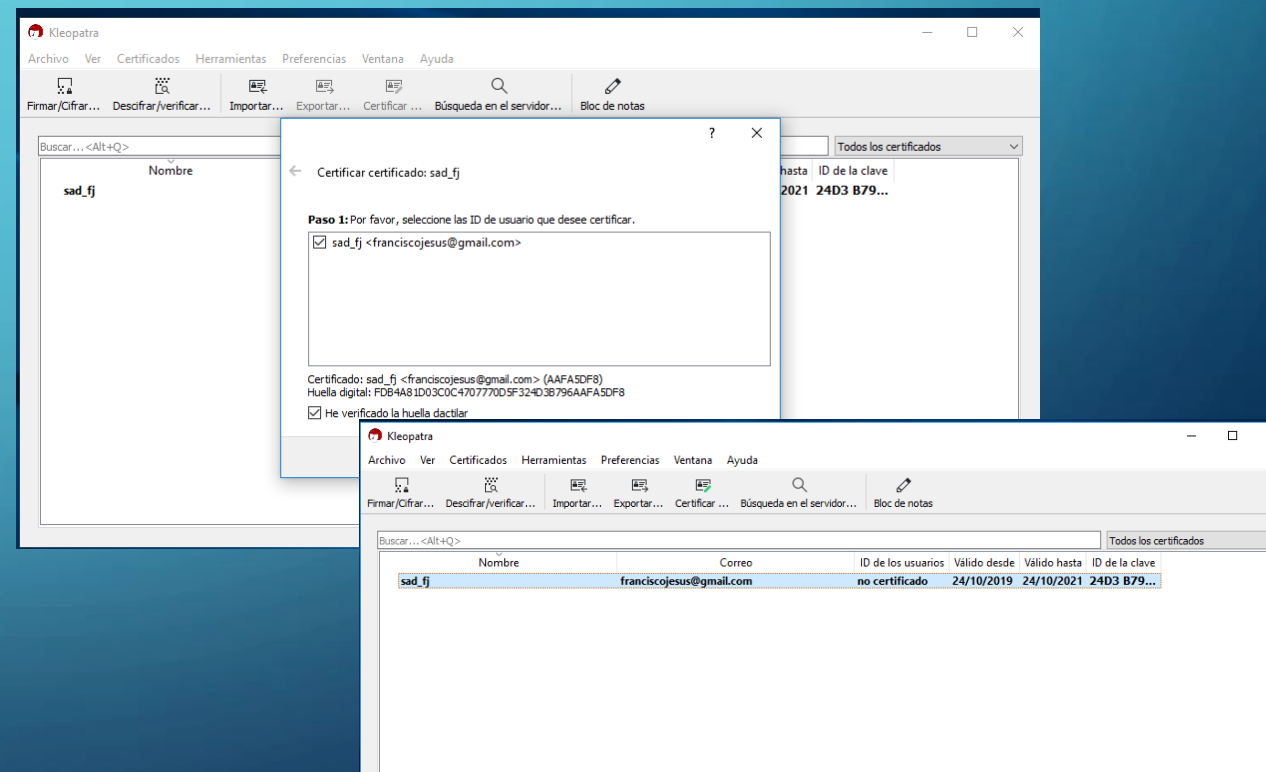 Kleopatra
Archivo Ver Certificados Herramientas Preferencias Ventana Ayuda
Firmar/Cifrar... Descifrar/verificar... Importar... Exportar... Certificar ... Búsqueda en el servidor... Bloc de notas
Buscar...<Alt+Q> Todos los certificados
Nombre hasta ID de la clave
sad_fj 2021 24D3 B79...
?
Certificar certificado: sad_fj
Paso 1: Por favor, seleccione las ID de usuario que desee certificar.
sad_fj <franciscojesus@gmail.com>
Certificado: sad_fj <franciscojesus@gmail.com> (AAFA5DF8)
Huella digital: FDB4A81D03C0C4707770D5F324D3B796AAFA5DF8
He verificado la huella dactilar
Kleopatra
Archivo Ver Certificados Herramientas Preferencias Ventana Ayuda
Firmar/Cifrar... Descifrar/verificar... Importar... Exportar... Certificar ... Búsqueda en el servidor... Bloc de notas
Buscar...<Alt+Q> Todos los certificados
Nombre Correo ID de los usuarios Válido desde Válido hasta ID de la clave
sad_fj franciscojesus@gmail.com no certificado 24/10/2019 24/10/2021 24D3 B79...